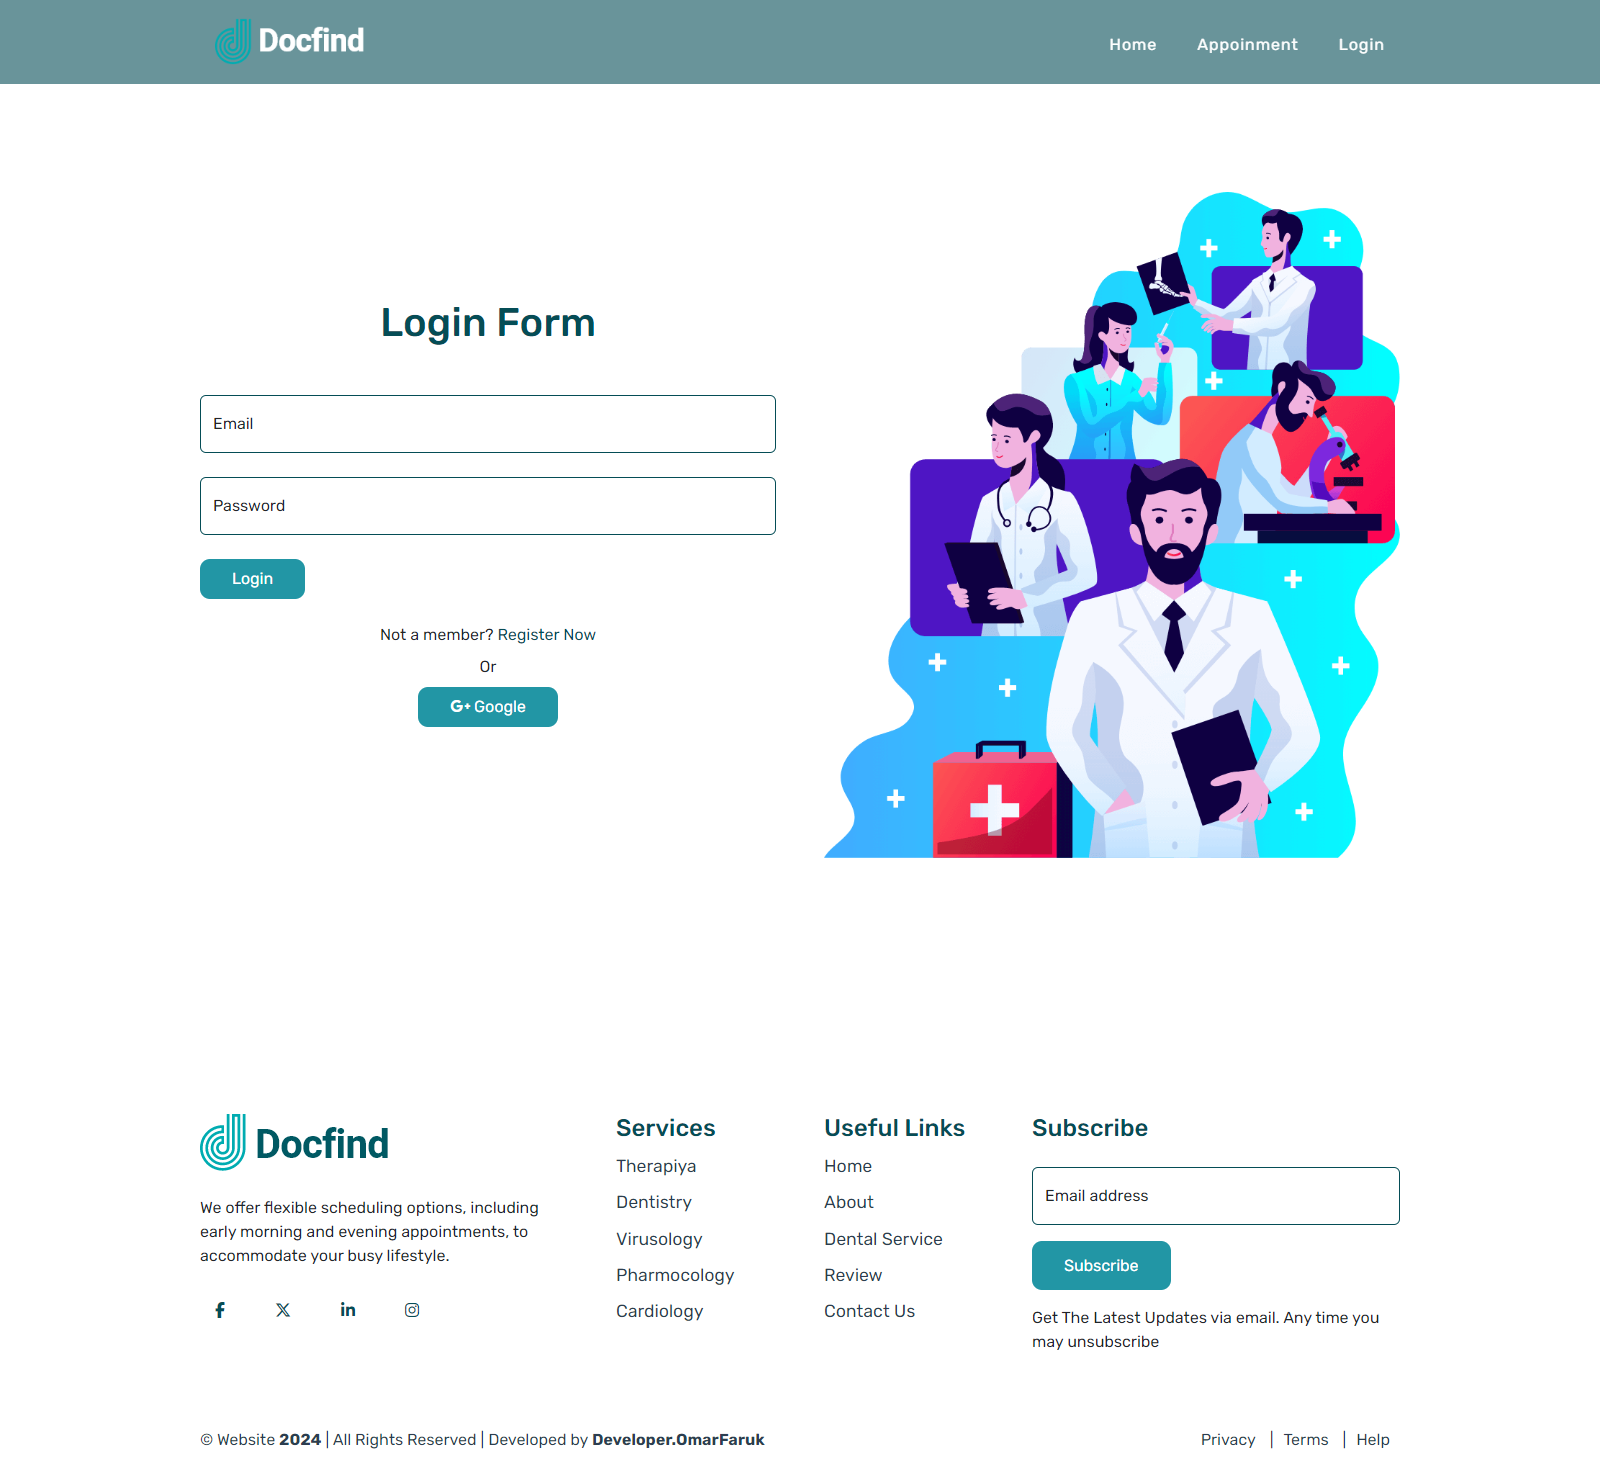 Docfind
Home Appoinment Login
Login Form
Email
Password
Login
Not a member? Register Now
Or
G+ Google
Docfind
We offer flexible scheduling options, including
early morning and evening appointments, to
accommodate your busy lifestyle.
Services
Therapiya
Dentistry
Virusology
Pharmocology
Cardiology
Useful Links
Home
About
Dental Service
Review
Contact Us
Subscribe
Email address
Subscribe
Get The Latest Updates via email. Any time you
may unsubscribe
© Website 2024 | All Rights Reserved | Developed by Developer.OmarFaruk
Privacy | Terms | Help